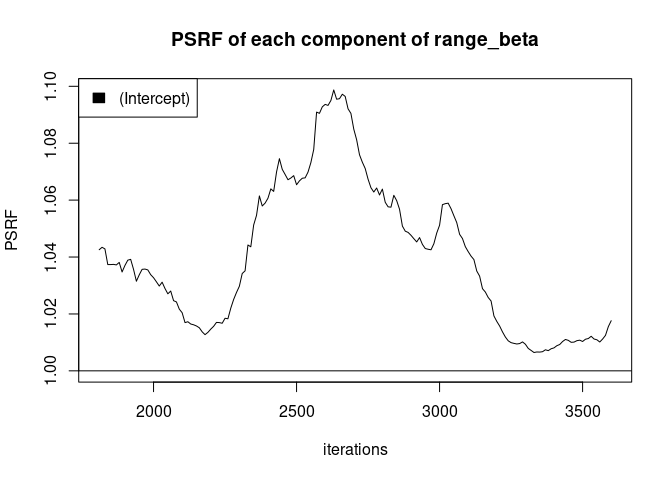 PSRF of each component of range_beta
(Intercept)
PSRF
1.10
1.08
1.06
1.04
1.02
1.00
2000 2500 3000 3500
iterations